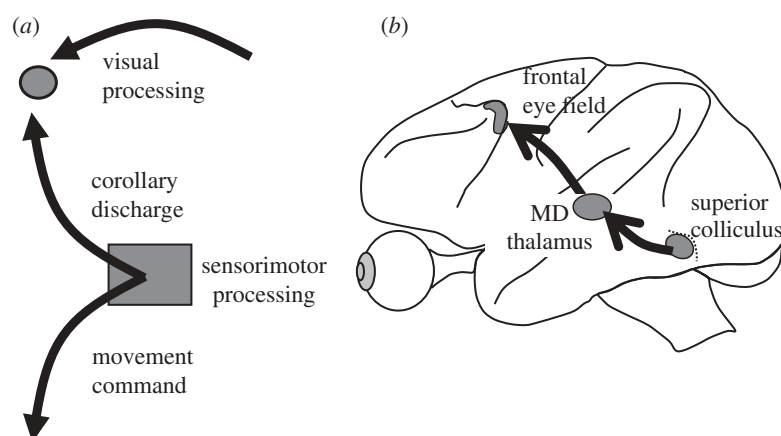 (a)
visual
processing
corollary
discharge
sensorimotor
processing
movement
command
(b)
frontal
eye field
MD
thalamus
superior
colliculus